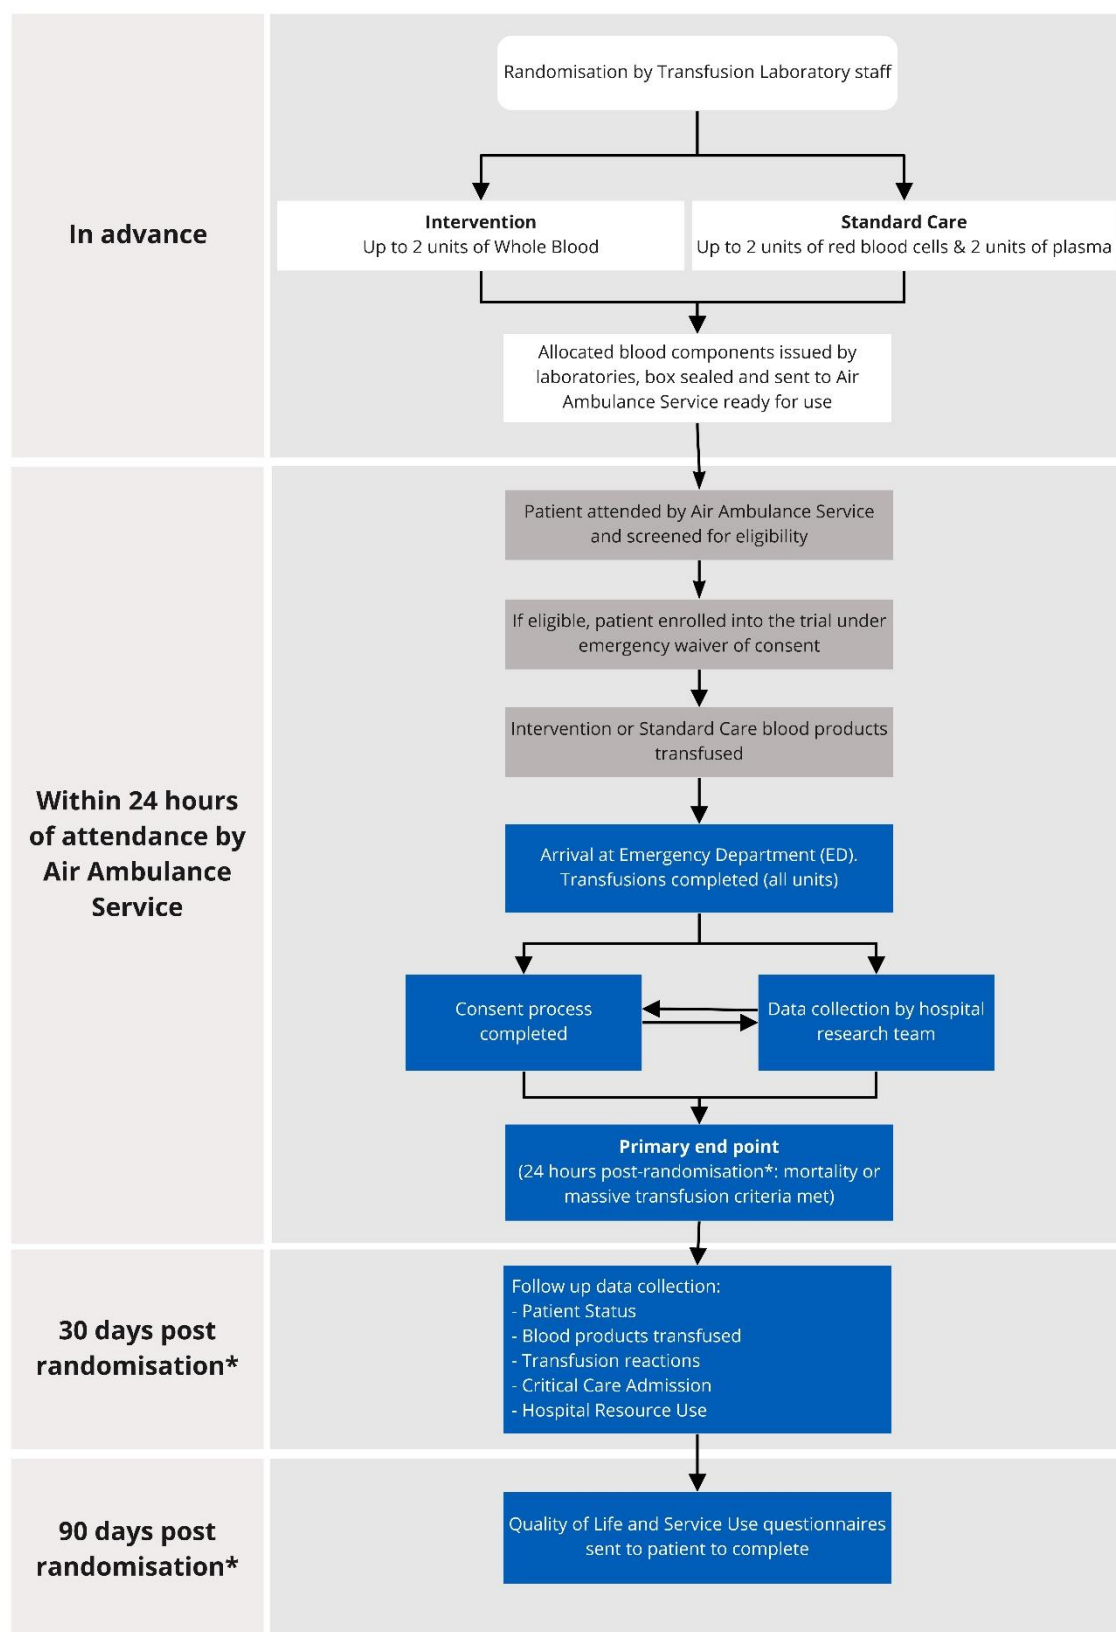 In advance
Randomisation by Transfusion Laboratory staff
Intervention
Up to 2 units of Whole Blood
Standard Care
Up to 2 units of red blood cells & 2 units of plasma
Allocated blood components issued by
laboratories, box sealed and sent to Air
Ambulance Service ready for use
Within 24 hours
of attendance by
Air Ambulance
Service
Patient attended by Air Ambulance Service
and screened for eligibility
If eligible, patient enrolled into the trial under
emergency waiver of consent
Intervention or Standard Care blood products
transfused
Arrival at Emergency Department (ED).
Transfusions completed (all units)
Consent process
completed
Data collection by hospital
research team
Primary end point
(24 hours post-randomisation*: mortality or
massive transfusion criteria met)
30 days post
randomisation*
Follow up data collection:
- Patient Status
- Blood products transfused
- Transfusion reactions
- Critical Care Admission
- Hospital Resource Use
90 days post
randomisation*
Quality of Life and Service Use questionnaires
sent to patient to complete